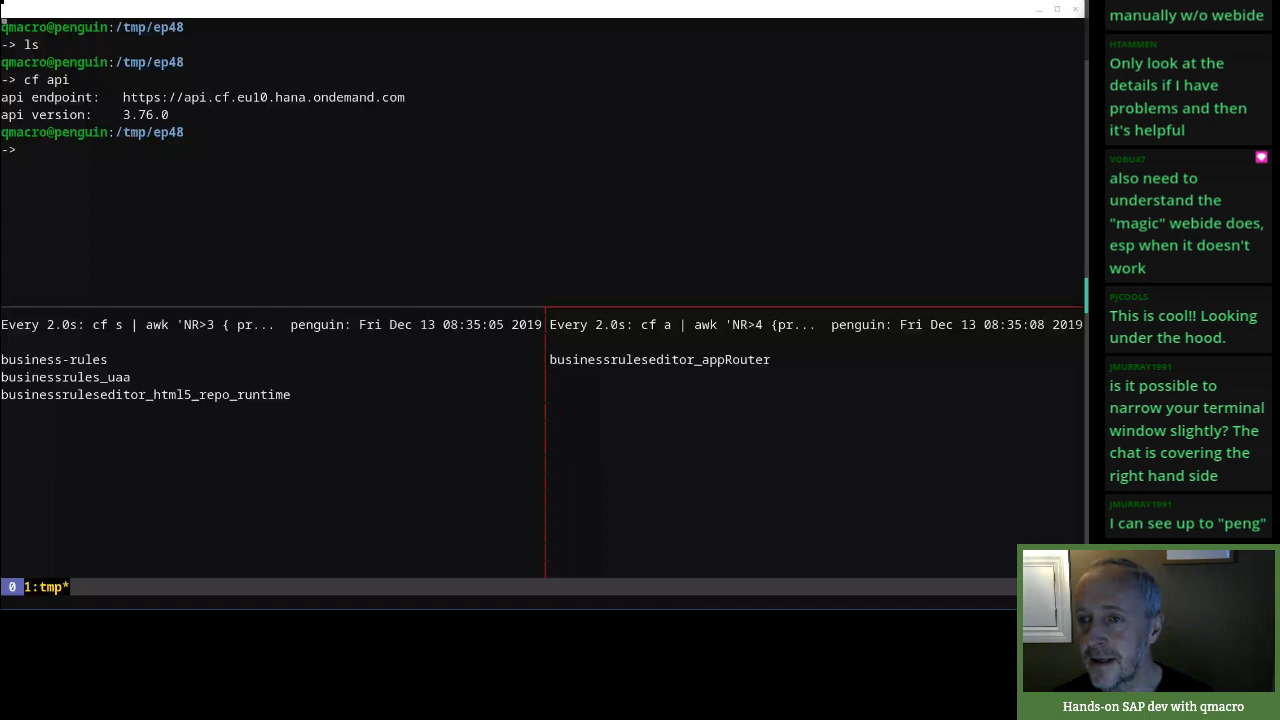 qmacro@penguin:/tmp/ep48
-> ls
qmacro@penguin:/tmp/ep48
-> cf api
api endpoint:   https://api.cf.eu10.hana.ondemand.com
api version:    3.76.0
qmacro@penguin:/tmp/ep48
->
Every 2.0s: cf s | awk 'NR>3 { pr...  penguin: Fri Dec 13 08:35:05 2019
business-rules
businessrules_uaa
businessruleseditor_html5_repo_runtime
Every 2.0s: cf a | awk 'NR>4 {pr...  penguin: Fri Dec 13 08:35:08 2019
businessruleseditor_appRouter
0 1:tmp*
manually w/o webide
HTAMMEN
Only look at the
details if I have
problems and then
it's helpful
VOBU47
also need to
understand the
"magic" webide does,
esp when it doesn't
work
PJCOOLS
This is cool!! Looking
under the hood.
JMURRAY1991
is it possible to
narrow your terminal
window slightly? The
chat is covering the
right hand side
JMURRAY1991
I can see up to "peng"
Hands-on SAP dev with qmacro